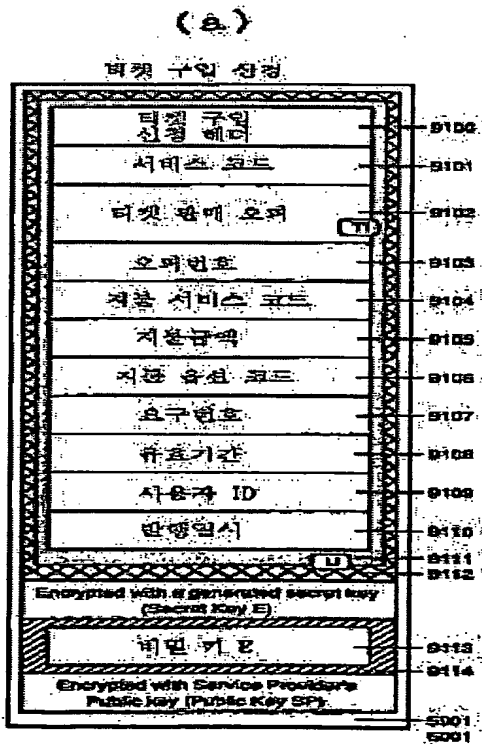 (a)
티켓 구입 신청
티켓 구입
신청 헤더
9100
서비스 코드
9101
티켓 판매 오퍼
9102
TI
오퍼번호
9103
지불 서비스 코드
9104
지불금액
9105
지불 옵션 코드
9106
요구번호
9107
유효기간
9108
사용자 ID
9109
발행일시
9110
U
9111
9112
Encrypted with a generated secret key
(Secret Key E)
비밀 키 E
9113
9114
Encrypted with Service Provider's
Public key (Public Key SP)